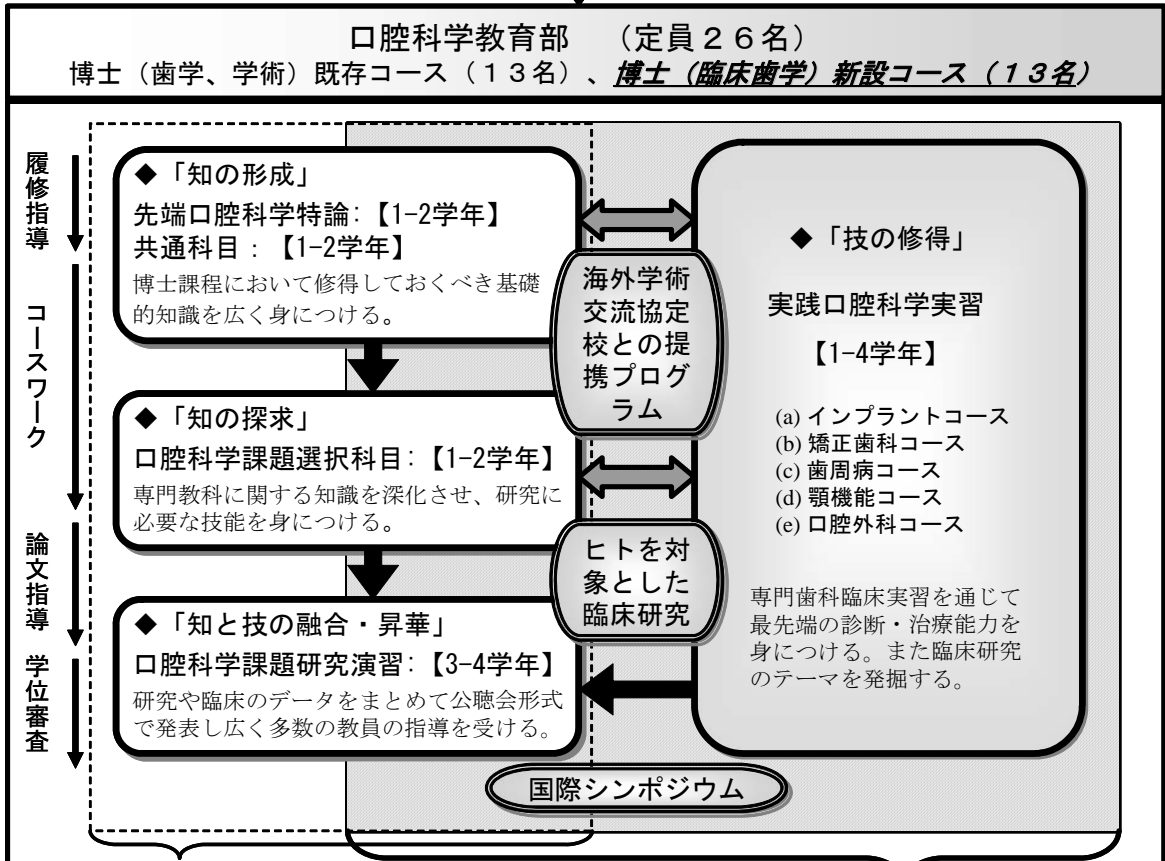 口腔科学教育部　（定員２６名）
博士（歯学、学術）既存コース（１３名）、博士（臨床歯学）新設コース（１３名）
履修指導
コースワーク
論文指導
学位審査
◆「知の形成」
先端口腔科学特論：【1-2学年】
共通科目：【1-2学年】
博士課程において修得しておくべき基礎
的知識を広く身につける。
◆「知の探求」
口腔科学課題選択科目：【1-2学年】
専門教科に関する知識を深化させ、研究に
必要な技能を身につける。
◆「知と技の融合・昇華」
口腔科学課題研究演習：【3-4学年】
研究や臨床のデータをまとめて公聴会形式
で発表し広く多数の教員の指導を受ける。
海外学術
交流協定
校との提
携プログ
ラム
ヒトを対
象とした
臨床研究
◆「技の修得」
実践口腔科学実習
【1-4学年】
(a) インプラントコース
(b) 矯正歯科コース
(c) 歯周病コース
(d) 顎機能コース
(e) 口腔外科コース
専門歯科臨床実習を通じて
最先端の診断・治療能力を
身につける。また臨床研究
のテーマを発掘する。
国際シンポジウム